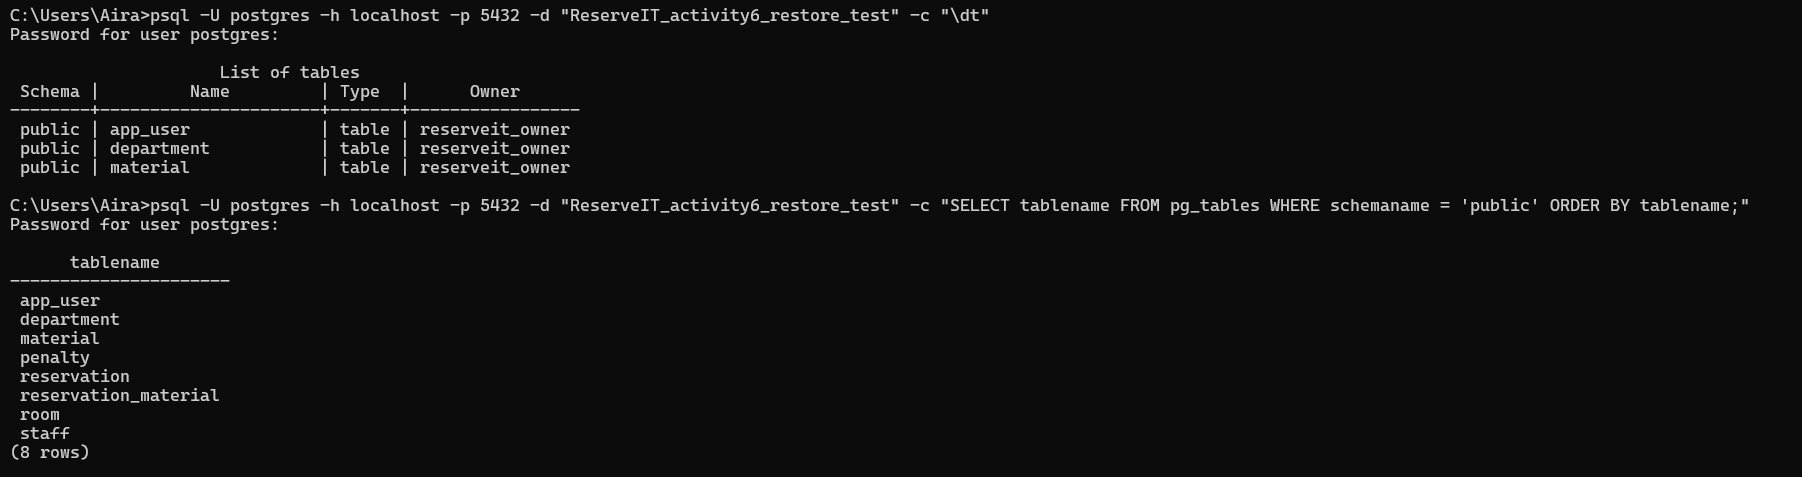 C:\Users\Aira>psql -U postgres -h localhost -p 5432 -d "ReserveIT_activity6_restore_test" -c "\dt"
Password for user postgres:

                     List of tables
 Schema |         Name         | Type  |      Owner
--------+----------------------+-------+-----------------
 public | app_user             | table | reserveit_owner
 public | department           | table | reserveit_owner
 public | material             | table | reserveit_owner

C:\Users\Aira>psql -U postgres -h localhost -p 5432 -d "ReserveIT_activity6_restore_test" -c "SELECT tablename FROM pg_tables WHERE schemaname = 'public' ORDER BY tablename;"
Password for user postgres:

      tablename
----------------------
 app_user
 department
 material
 penalty
 reservation
 reservation_material
 room
 staff
(8 rows)